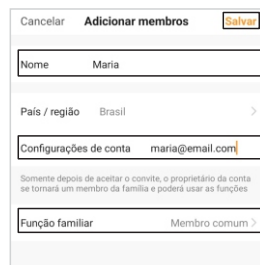 Cancelar Adicionar membros Salvar
Nome Maria
País / região Brasil >
Configurações de conta maria@email.com
Somente depois de aceitar o convite, o proprietário da conta
se tornará um membro da família e poderá usar as funções
Função familiar Membro comum >